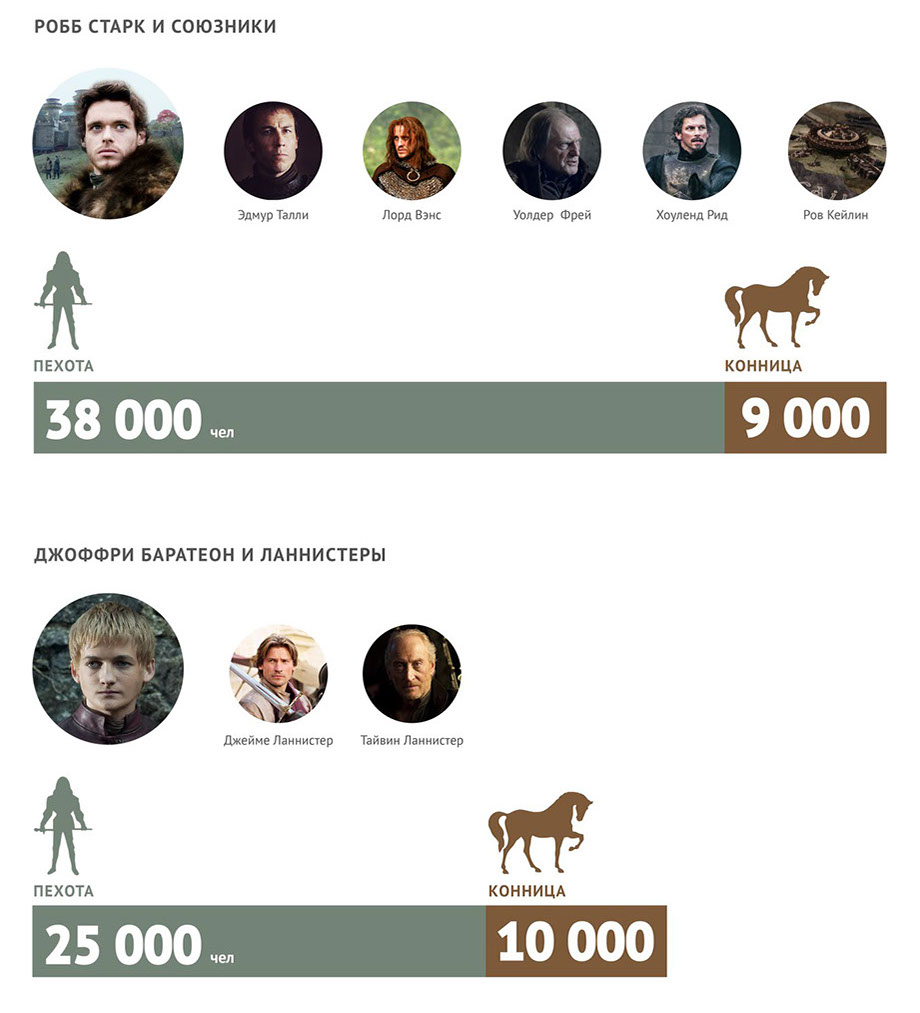 РОББ СТАРК И СОЮЗНИКИ
Эдмур Талли
Лорд Вэнс
Уолдер Фрей
Хоуленд Рид
Ров Кейлин
ПЕХОТА
КОННИЦА
38 000 чел
9 000
ДЖОФФРИ БАРАТЕОН И ЛАННИСТЕРЫ
Джейме Ланнистер
Тайвин Ланнистер
ПЕХОТА
КОННИЦА
25 000 чел
10 000